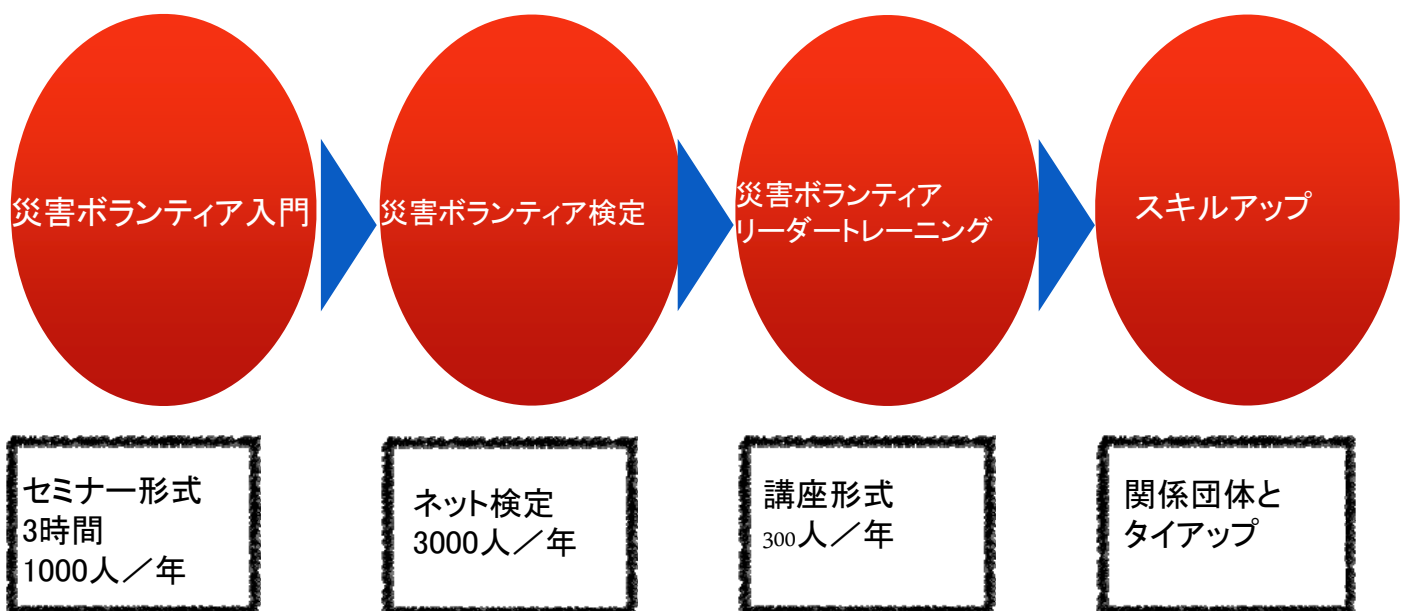 災害ボランティア入門
災害ボランティア検定
災害ボランティア
リーダートレーニング
スキルアップ
セミナー形式
3時間
1000人／年
ネット検定
3000人／年
講座形式
300人／年
関係団体と
タイアップ